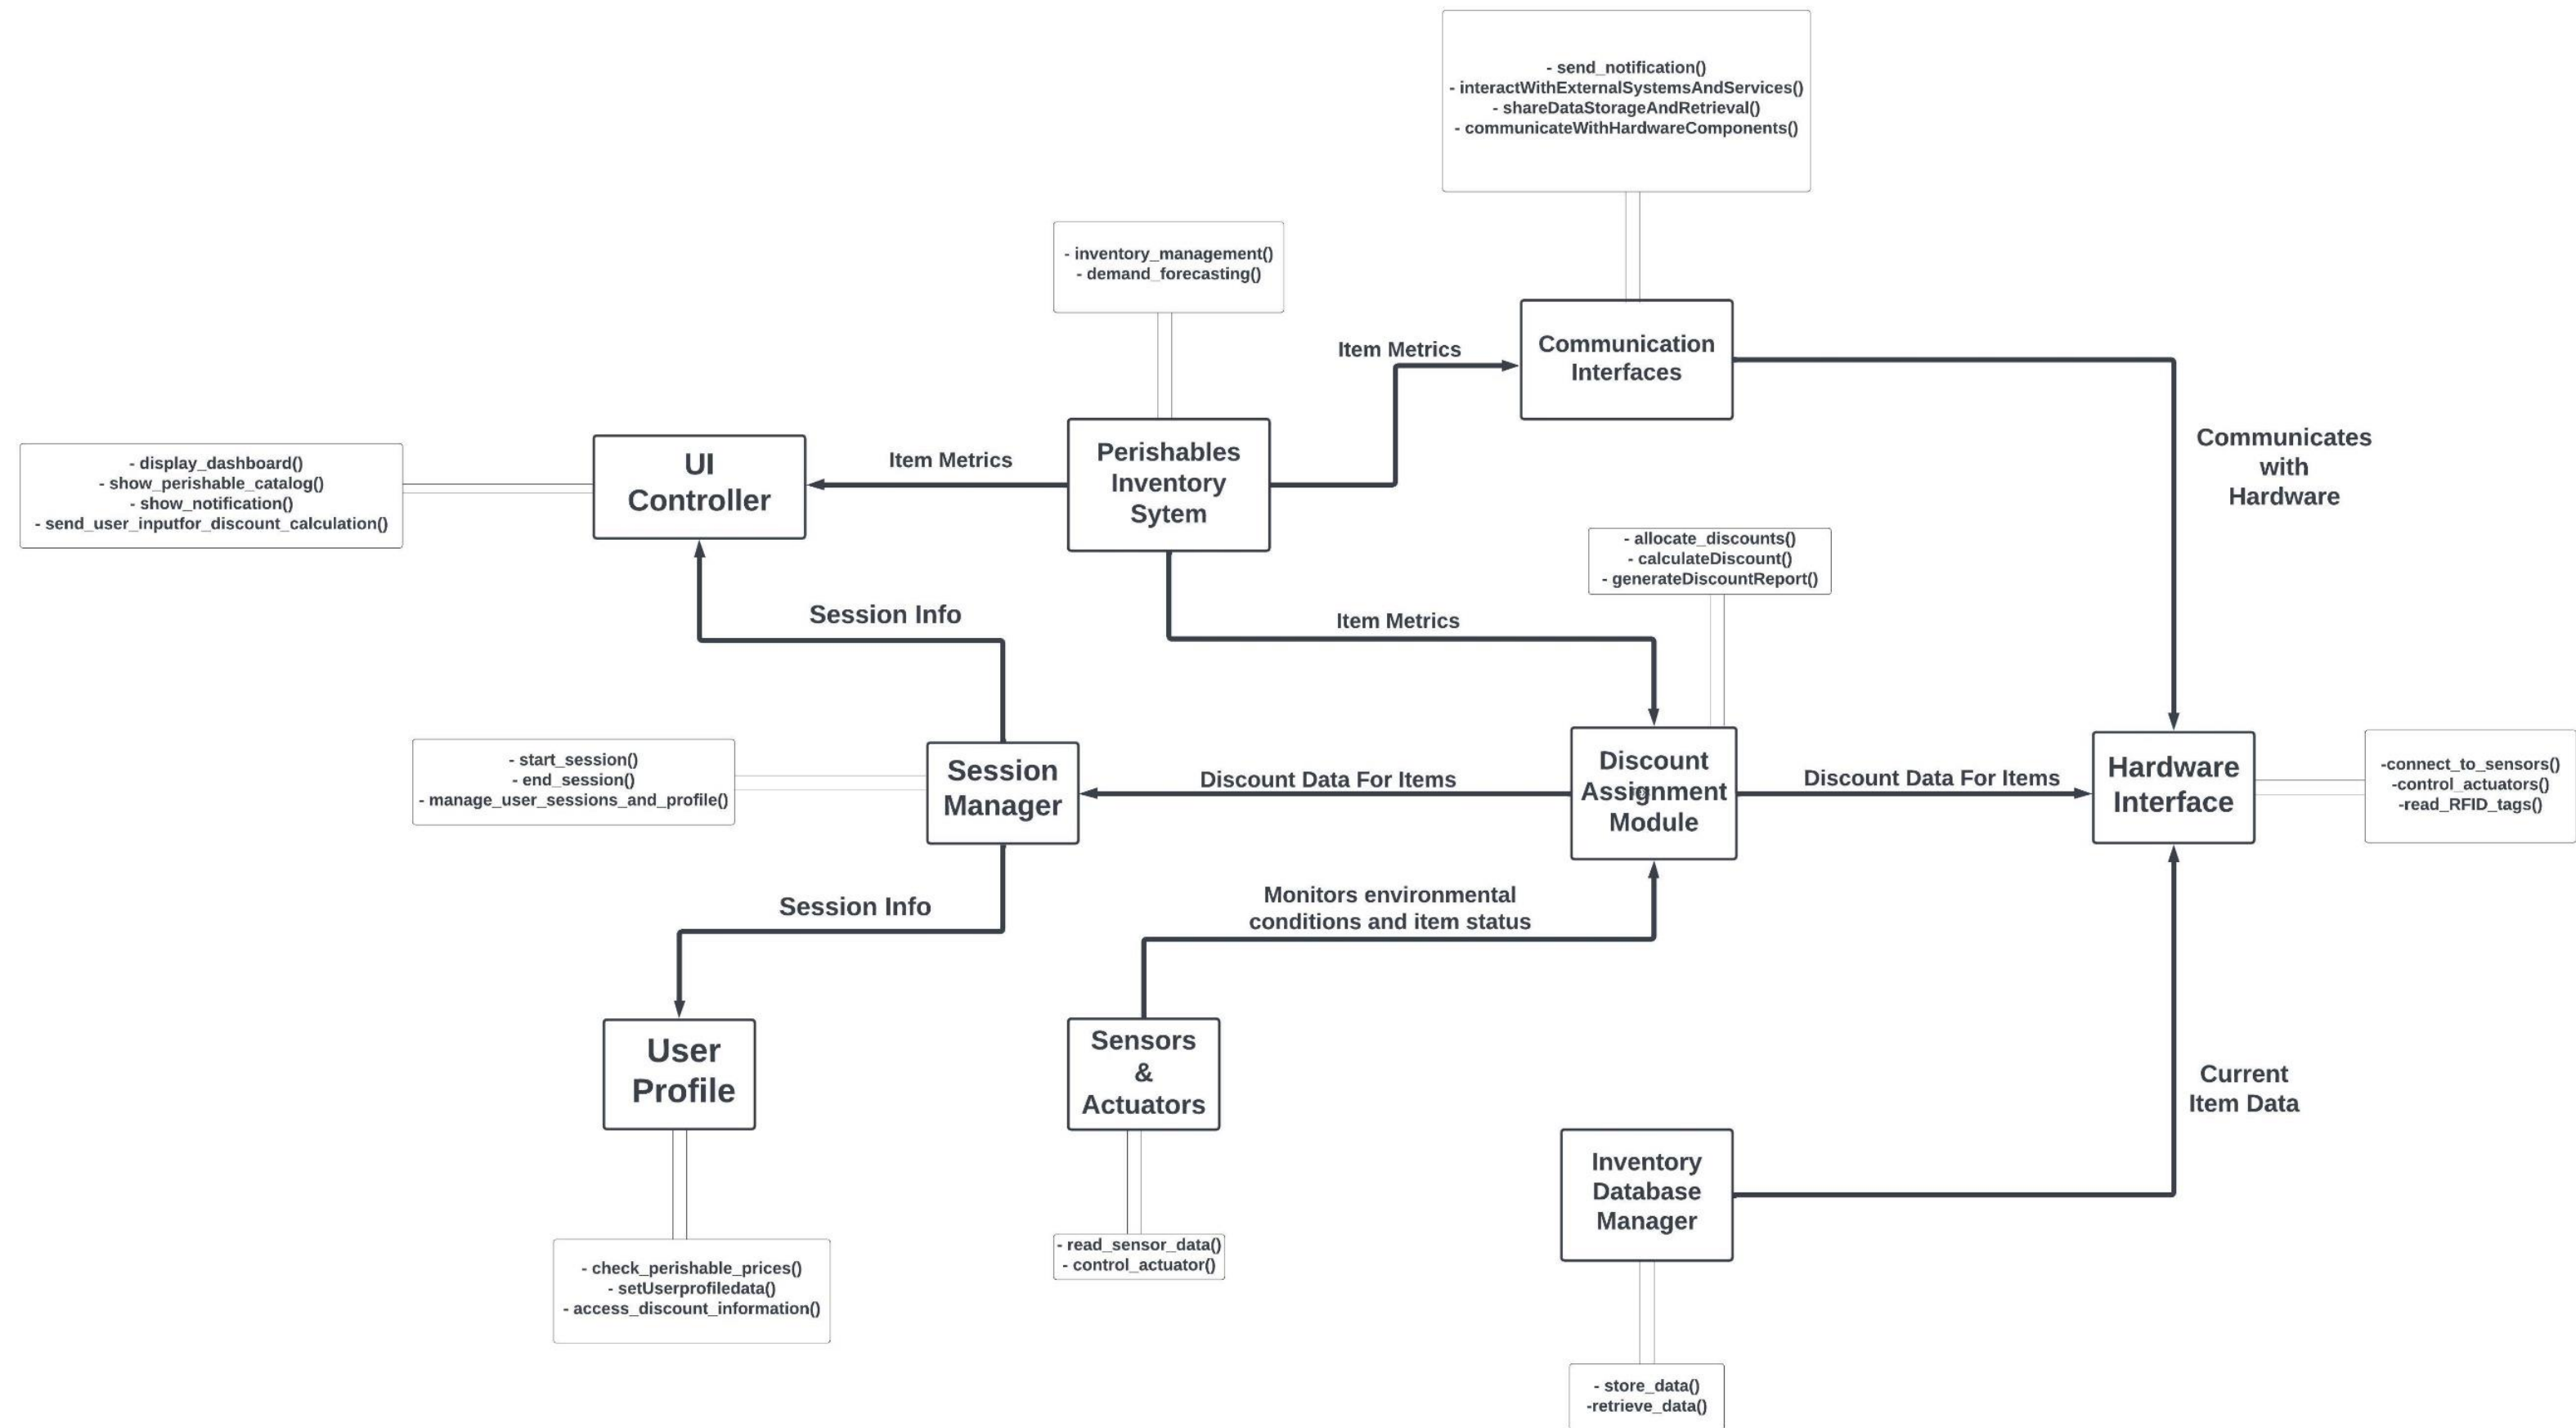 - send_notification()
- interactWithExternalSystemsAndServices()
- shareDataStorageAndRetrieval()
- communicateWithHardwareComponents()
- inventory_management()
- demand_forecasting()
Item Metrics
Communication
Interfaces
Communicates
with
Hardware
- display_dashboard()
- show_perishable_catalog()
- show_notification()
- send_user_inputfor_discount_calculation()
UI
Controller
Item Metrics
Perishables
Inventory
Sytem
- allocate_discounts()
- calculateDiscount()
- generateDiscountReport()
Session Info
Item Metrics
- start_session()
- end_session()
- manage_user_sessions_and_profile()
Session
Manager
Discount Data For Items
Discount
Assignment
Module
Discount Data For Items
Hardware
Interface
-connect_to_sensors()
-control_actuators()
-read_RFID_tags()
Session Info
Monitors environmental
conditions and item status
User
Profile
Sensors
&
Actuators
Current
Item Data
Inventory
Database
Manager
- check_perishable_prices()
- setUserprofiledata()
- access_discount_information()
- read_sensor_data()
- control_actuator()
- store_data()
-retrieve_data()